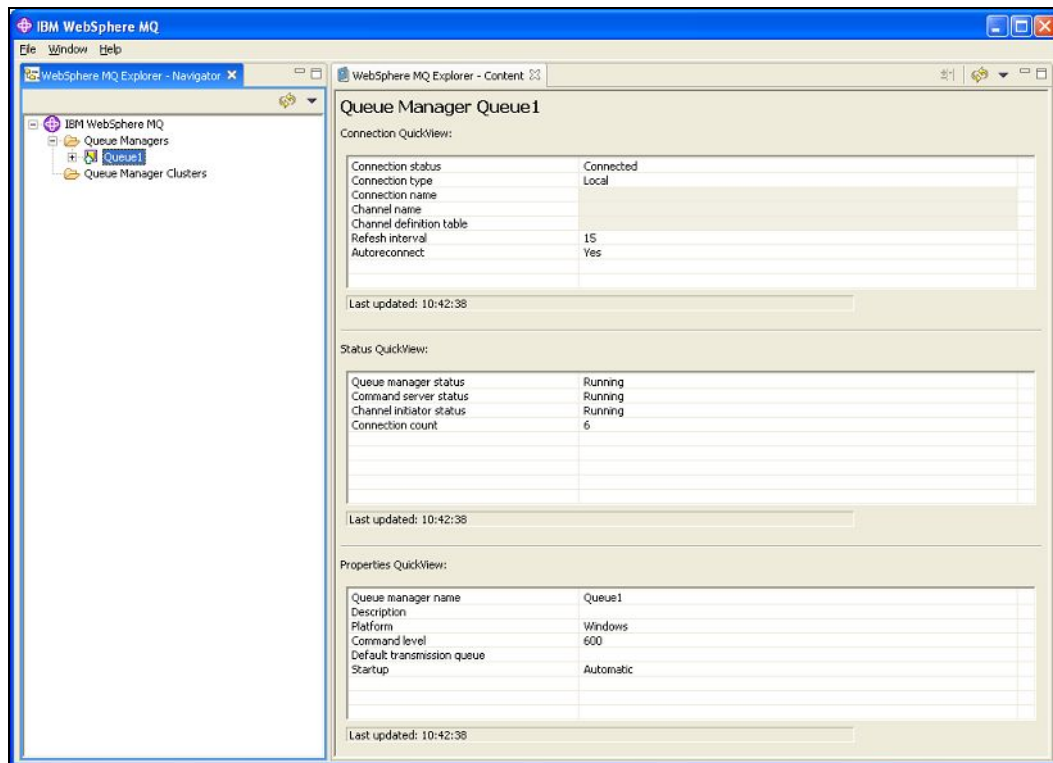 IBM WebSphere MQ
File Window Help
WebSphere MQ Explorer - Navigator
IBM WebSphere MQ
Queue Managers
Queue1
Queue Manager Clusters
WebSphere MQ Explorer - Content
Queue Manager Queue1
Connection QuickView:
Connection status Connected
Connection type Local
Connection name
Channel name
Channel definition table
Refesh interval 15
Autoreconnect Yes
Last updated: 10:42:38
Status QuickView:
Queue manager status Running
Command server status Running
Channel initiator status Running
Connection count 6
Last updated: 10:42:38
Properties QuickView:
Queue manager name Queue1
Description
Platform Windows
Command level 600
Default transmission queue
Startup Automatic
Last updated: 10:42:38